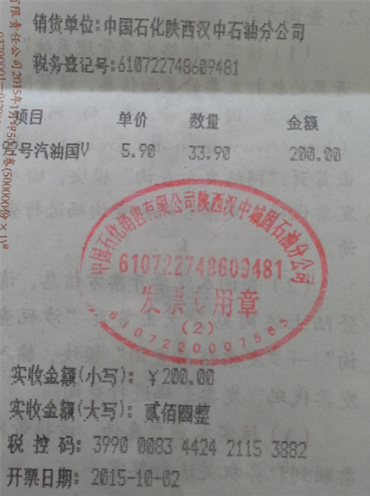 销货单位:中国石化陕西汉中石油分公司
税务登记号:610722748609481
项目 单价 数量 金额
2号汽油国V 5.90 33.90 200.00
中国石化销售有限公司陕西汉中城固石油分公司
610722748609481
发票专用章
(2)
6107220007565
实收金额(小写): ￥200.00
实收金额(大写): 贰佰圆整
税 控 码: 3990 0083 4424 2115 3882
开票日期: 2015-10-02